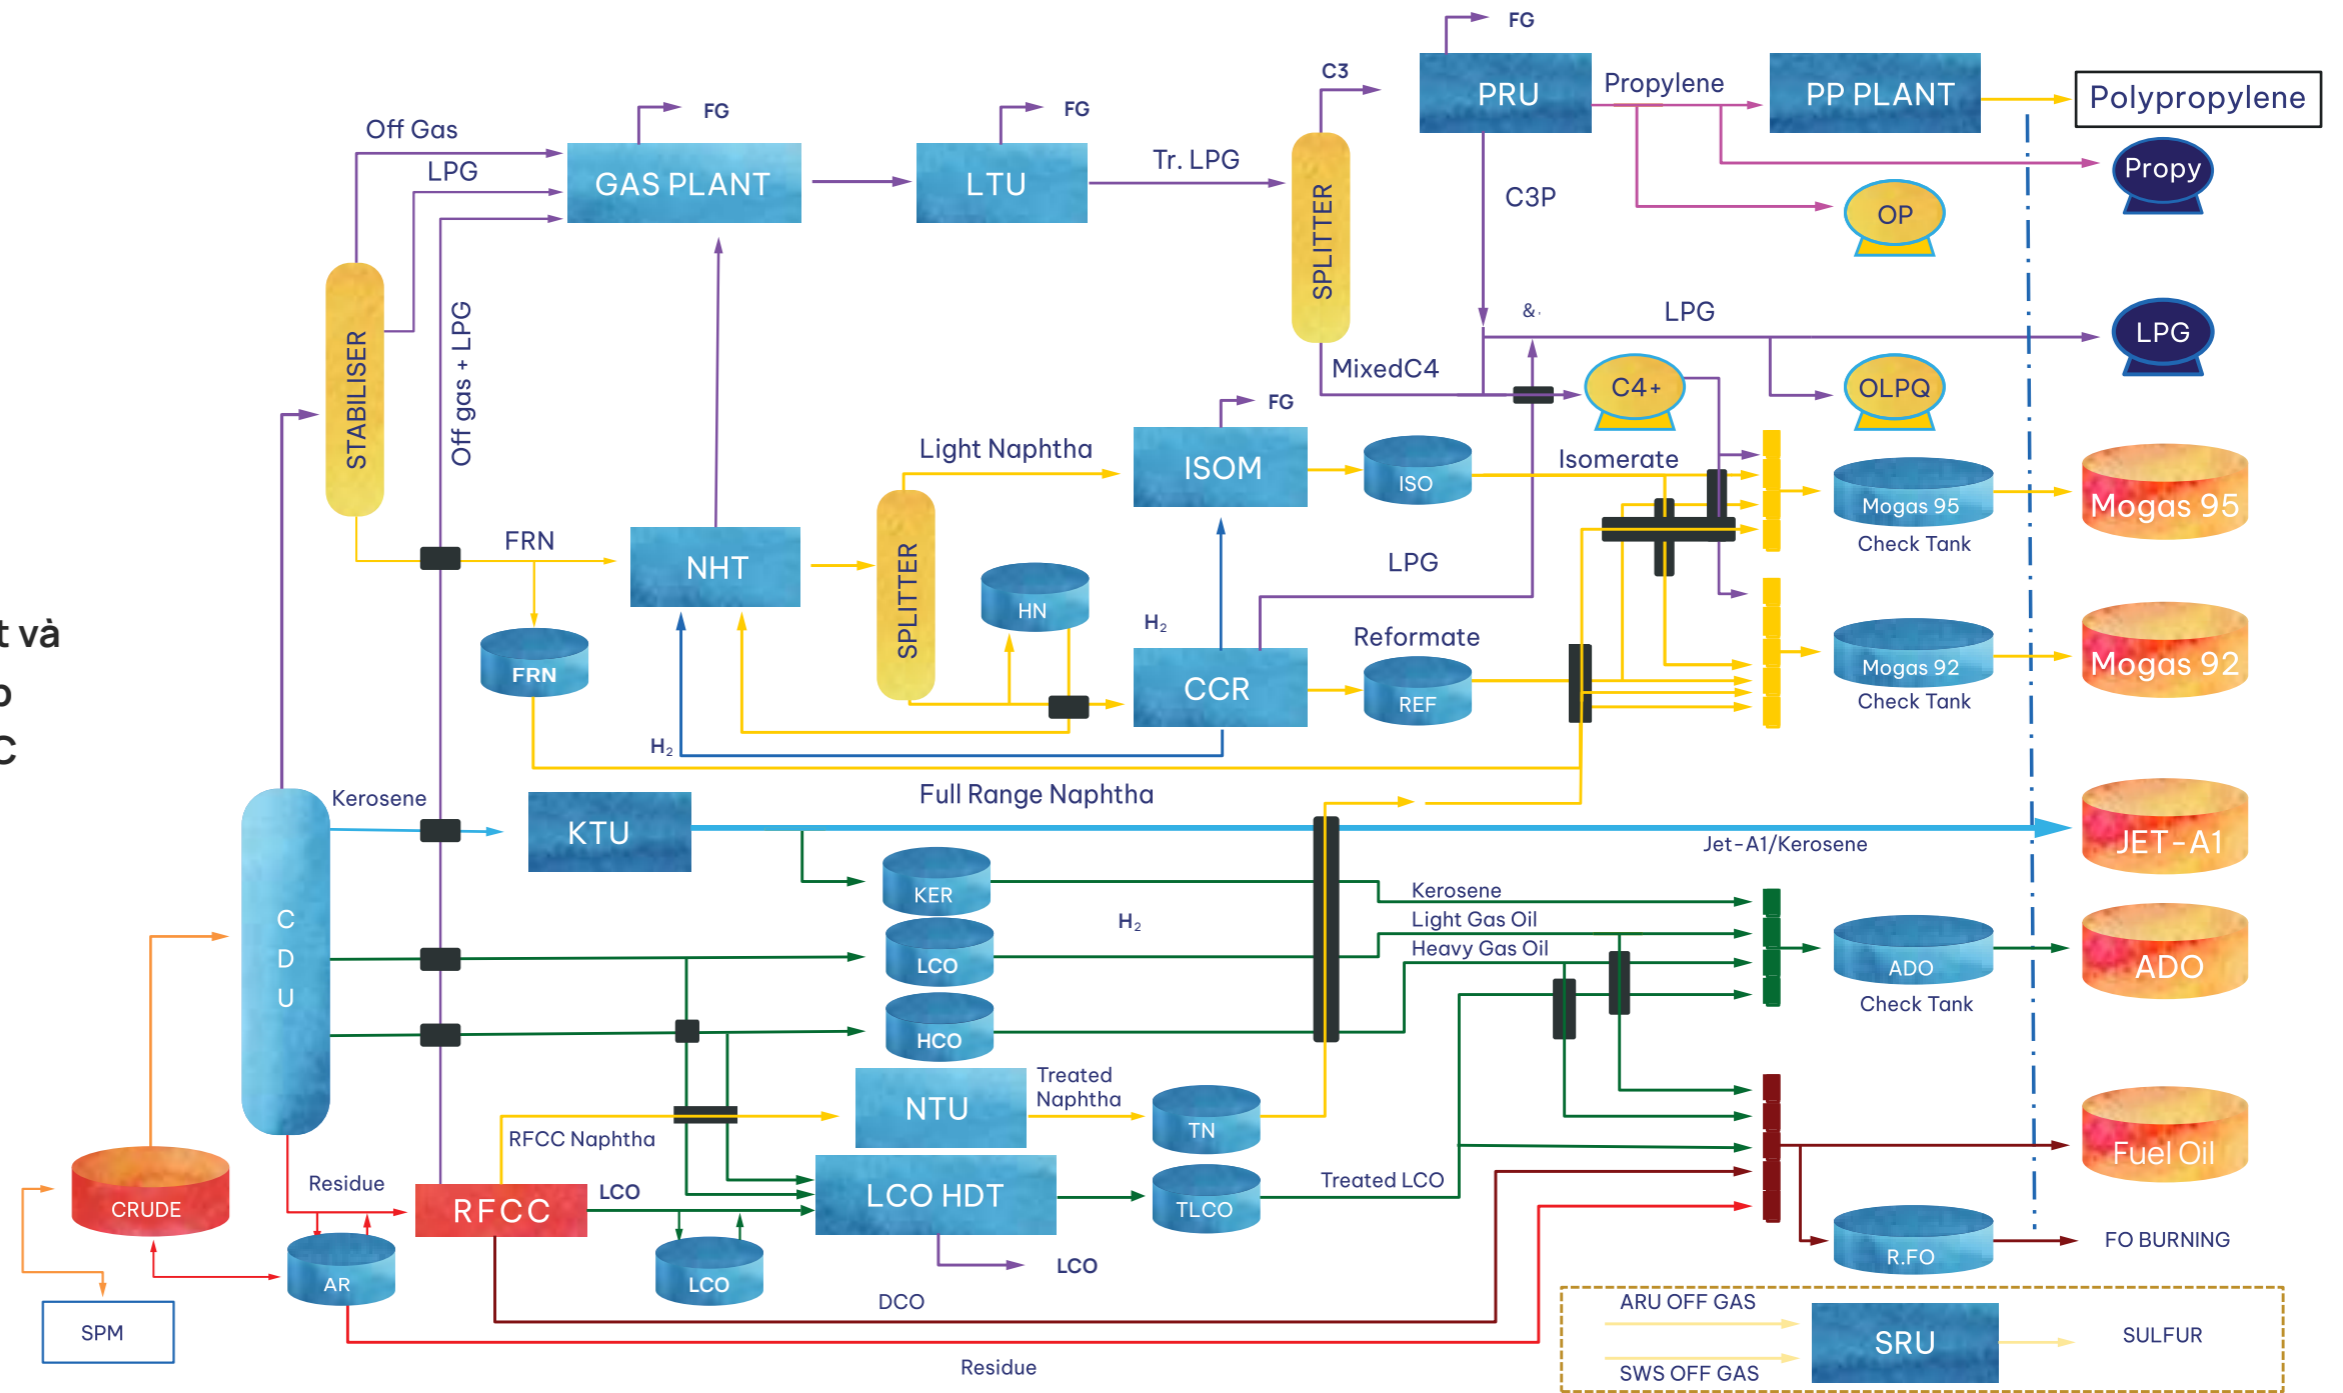 FG
C3
PRU
Propylene
PP PLANT
Polypropylene
Off Gas
FG
FG
LPG
GAS PLANT
LTU
Tr. LPG
SPLITTER
C3P
Propy
OP
STABILISER
Off gas + LPG
&
LPG
LPG
MixedC4
C4+
OLPQ
FG
Light Naphtha
ISOM
ISO
Isomerate
Mogas 95
Check Tank
Mogas 95
FRN
NHT
SPLITTER
HN
LPG
H₂
FRN
CCR
Reformate
REF
Mogas 92
Check Tank
Mogas 92
t và
C
H₂
Full Range Naphtha
Kerosene
KTU
Jet-A1/Kerosene
JET-A1
KER
Kerosene
H₂
Light Gas Oil
C
D
U
LCO
Heavy Gas Oil
ADO
Check Tank
ADO
HCO
NTU
Treated
Naphtha
TN
RFCC Naphtha
Fuel Oil
CRUDE
Residue
RFCC
LCO
LCO HDT
TLCO
Treated LCO
AR
LCO
LCO
R.FO
FO BURNING
SPM
DCO
Residue
ARU OFF GAS
SRU
SULFUR
SWS OFF GAS